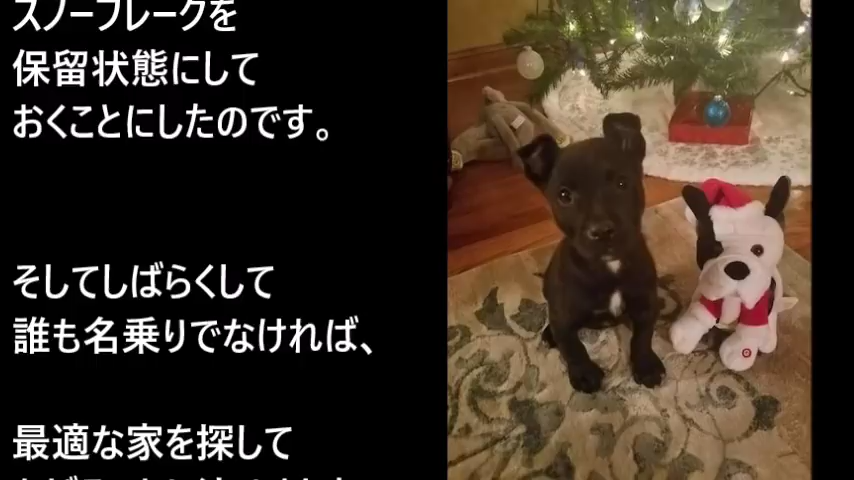 スノーフレークを
保留状態にして
おくことにしたのです。
そしてしばらくして
誰も名乗りでなければ、
最適な家を探して